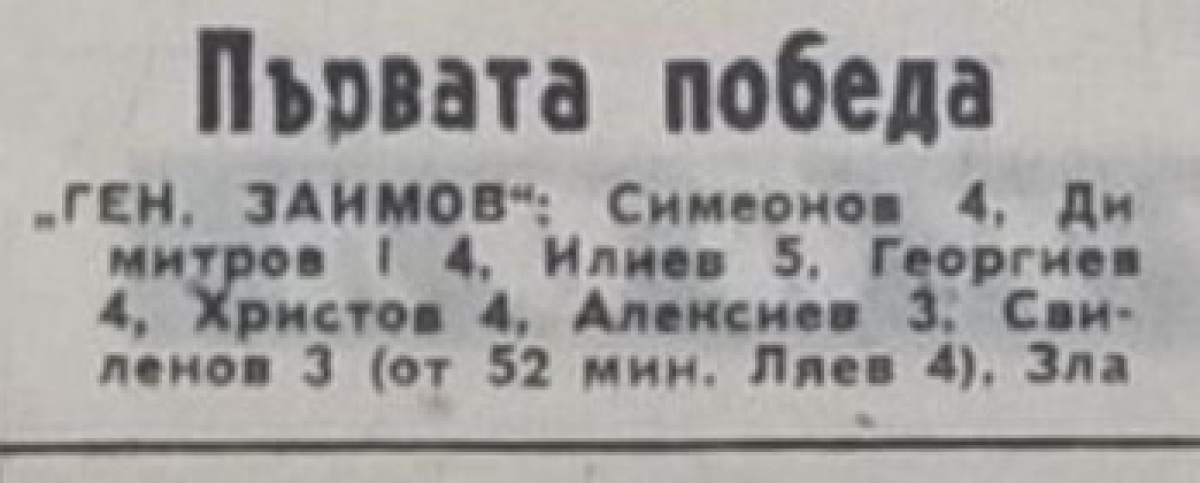 Първата победа
„ГЕН. ЗАИМОВ“: Симеонов 4, Ди
митров I 4, Илиев 5, Георгиев
4, Христов 4, Алексиев 3, Сви-
ленов 3 (от 52 мин. Ляев 4), Зла